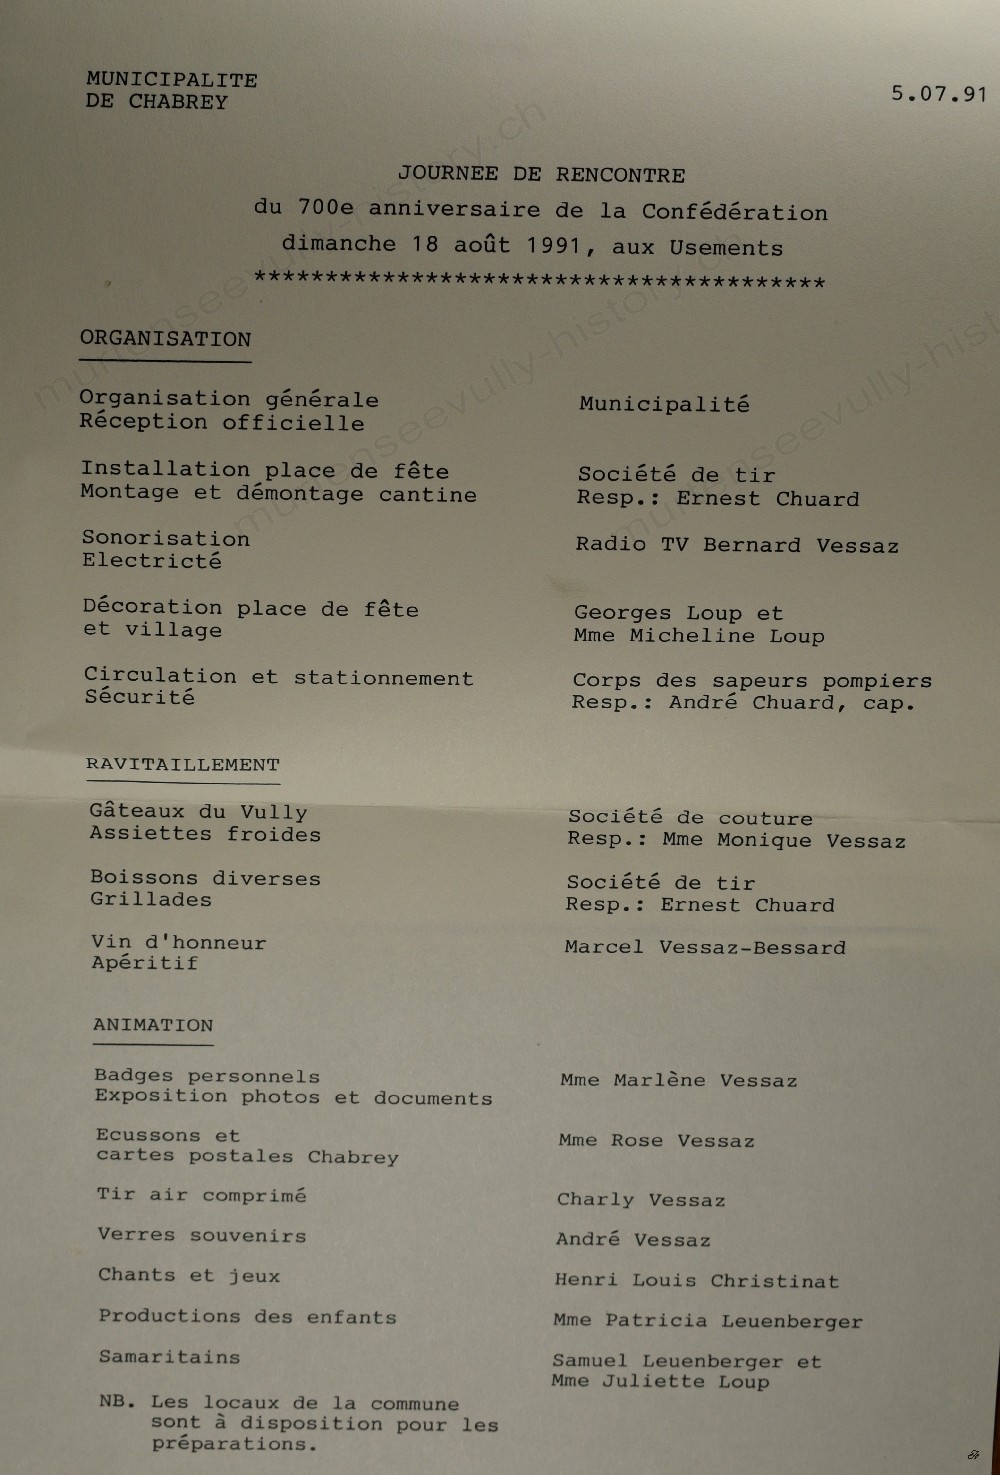 MUNICIPALITE
DE CHABREY
5.07.91
JOURNEE DE RENCONTRE
du 700e anniversaire de la Confédération
dimanche 18 août 1991, aux Usements
****************************************
ORGANISATION
Organisation générale
Réception officielle
Municipalité
Installation place de fête
Montage et démontage cantine
Société de tir
Resp.: Ernest Chuard
Sonorisation
Electricté
Radio TV Bernard Vessaz
Décoration place de fête
et village
Georges Loup et
Mme Micheline Loup
Circulation et stationnement
Sécurité
Corps des sapeurs pompiers
Resp.: André Chuard, cap.
RAVITAILLEMENT
Gâteaux du Vully
Assiettes froides
Société de couture
Resp.: Mme Monique Vessaz
Boissons diverses
Grillades
Société de tir
Resp.: Ernest Chuard
Vin d'honneur
Apéritif
Marcel Vessaz-Bessard
ANIMATION
Badges personnels
Exposition photos et documents
Mme Marlène Vessaz
Ecussons et
cartes postales Chabrey
Mme Rose Vessaz
Tir air comprimé
Charly Vessaz
Verres souvenirs
André Vessaz
Chants et jeux
Henri Louis Christinat
Productions des enfants
Mme Patricia Leuenberger
Samaritains
Samuel Leuenberger et
Mme Juliette Loup
NB. Les locaux de la commune
sont à disposition pour les
préparations.
murtenseevully-history.ch
murtenseevully-history.ch
murtenseevully-hist